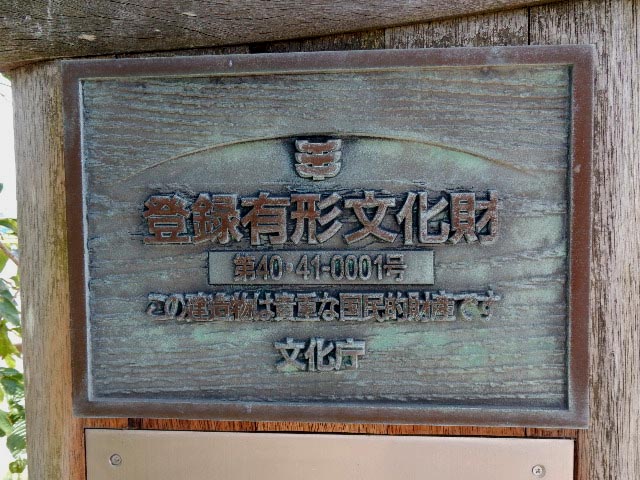 登録有形文化財
第40・41-0001号
この建造物は貴重な国民的財産です
文化庁